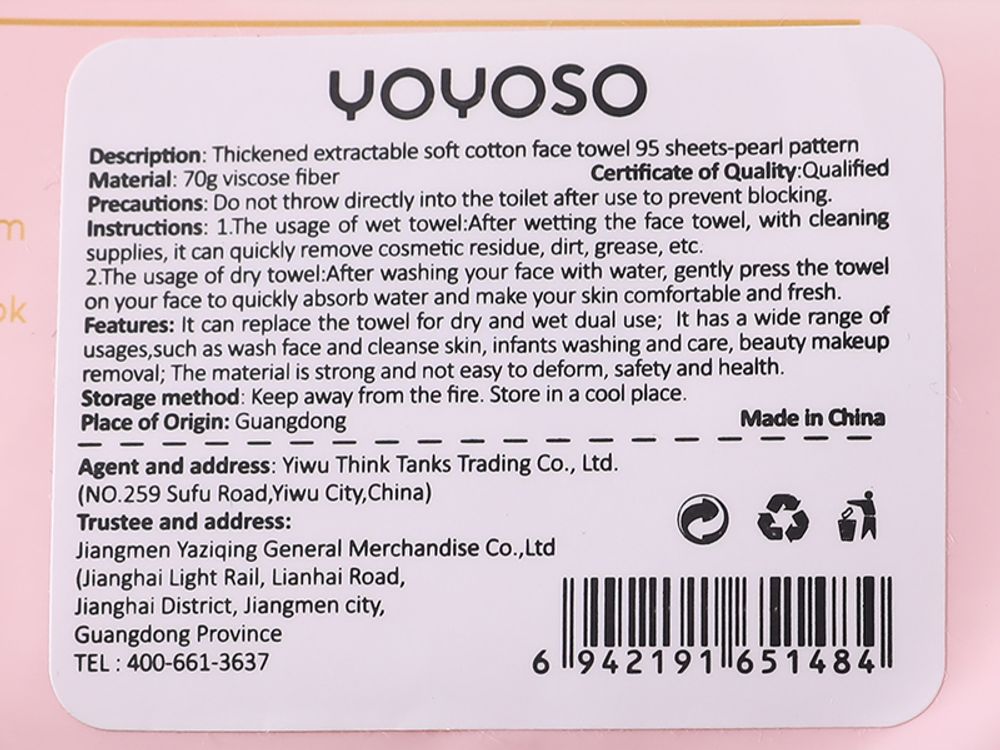 YOYOSO
Description: Thickened extractable soft cotton face towel 95 sheets-pearl pattern
Material: 70g viscose fiber Certificate of Quality:Qualified
Precautions: Do not throw directly into the toilet after use to prevent blocking.
Instructions: 1.The usage of wet towel:After wetting the face towel, with cleaning
supplies, it can quickly remove cosmetic residue, dirt, grease, etc.
2.The usage of dry towel:After washing your face with water, gently press the towel
on your face to quickly absorb water and make your skin comfortable and fresh.
Features: It can replace the towel for dry and wet dual use; It has a wide range of
usages,such as wash face and cleanse skin, infants washing and care, beauty makeup
removal; The material is strong and not easy to deform, safety and health.
Storage method: Keep away from the fire. Store in a cool place.
Place of Origin: Guangdong Made in China
Agent and address: Yiwu Think Tanks Trading Co., Ltd.
(NO.259 Sufu Road,Yiwu City,China)
Trustee and address:
Jiangmen Yaziqing General Merchandise Co.,Ltd
(Jianghai Light Rail, Lianhai Road,
Jianghai District, Jiangmen city,
Guangdong Province
TEL : 400-661-3637
6 942191 651484